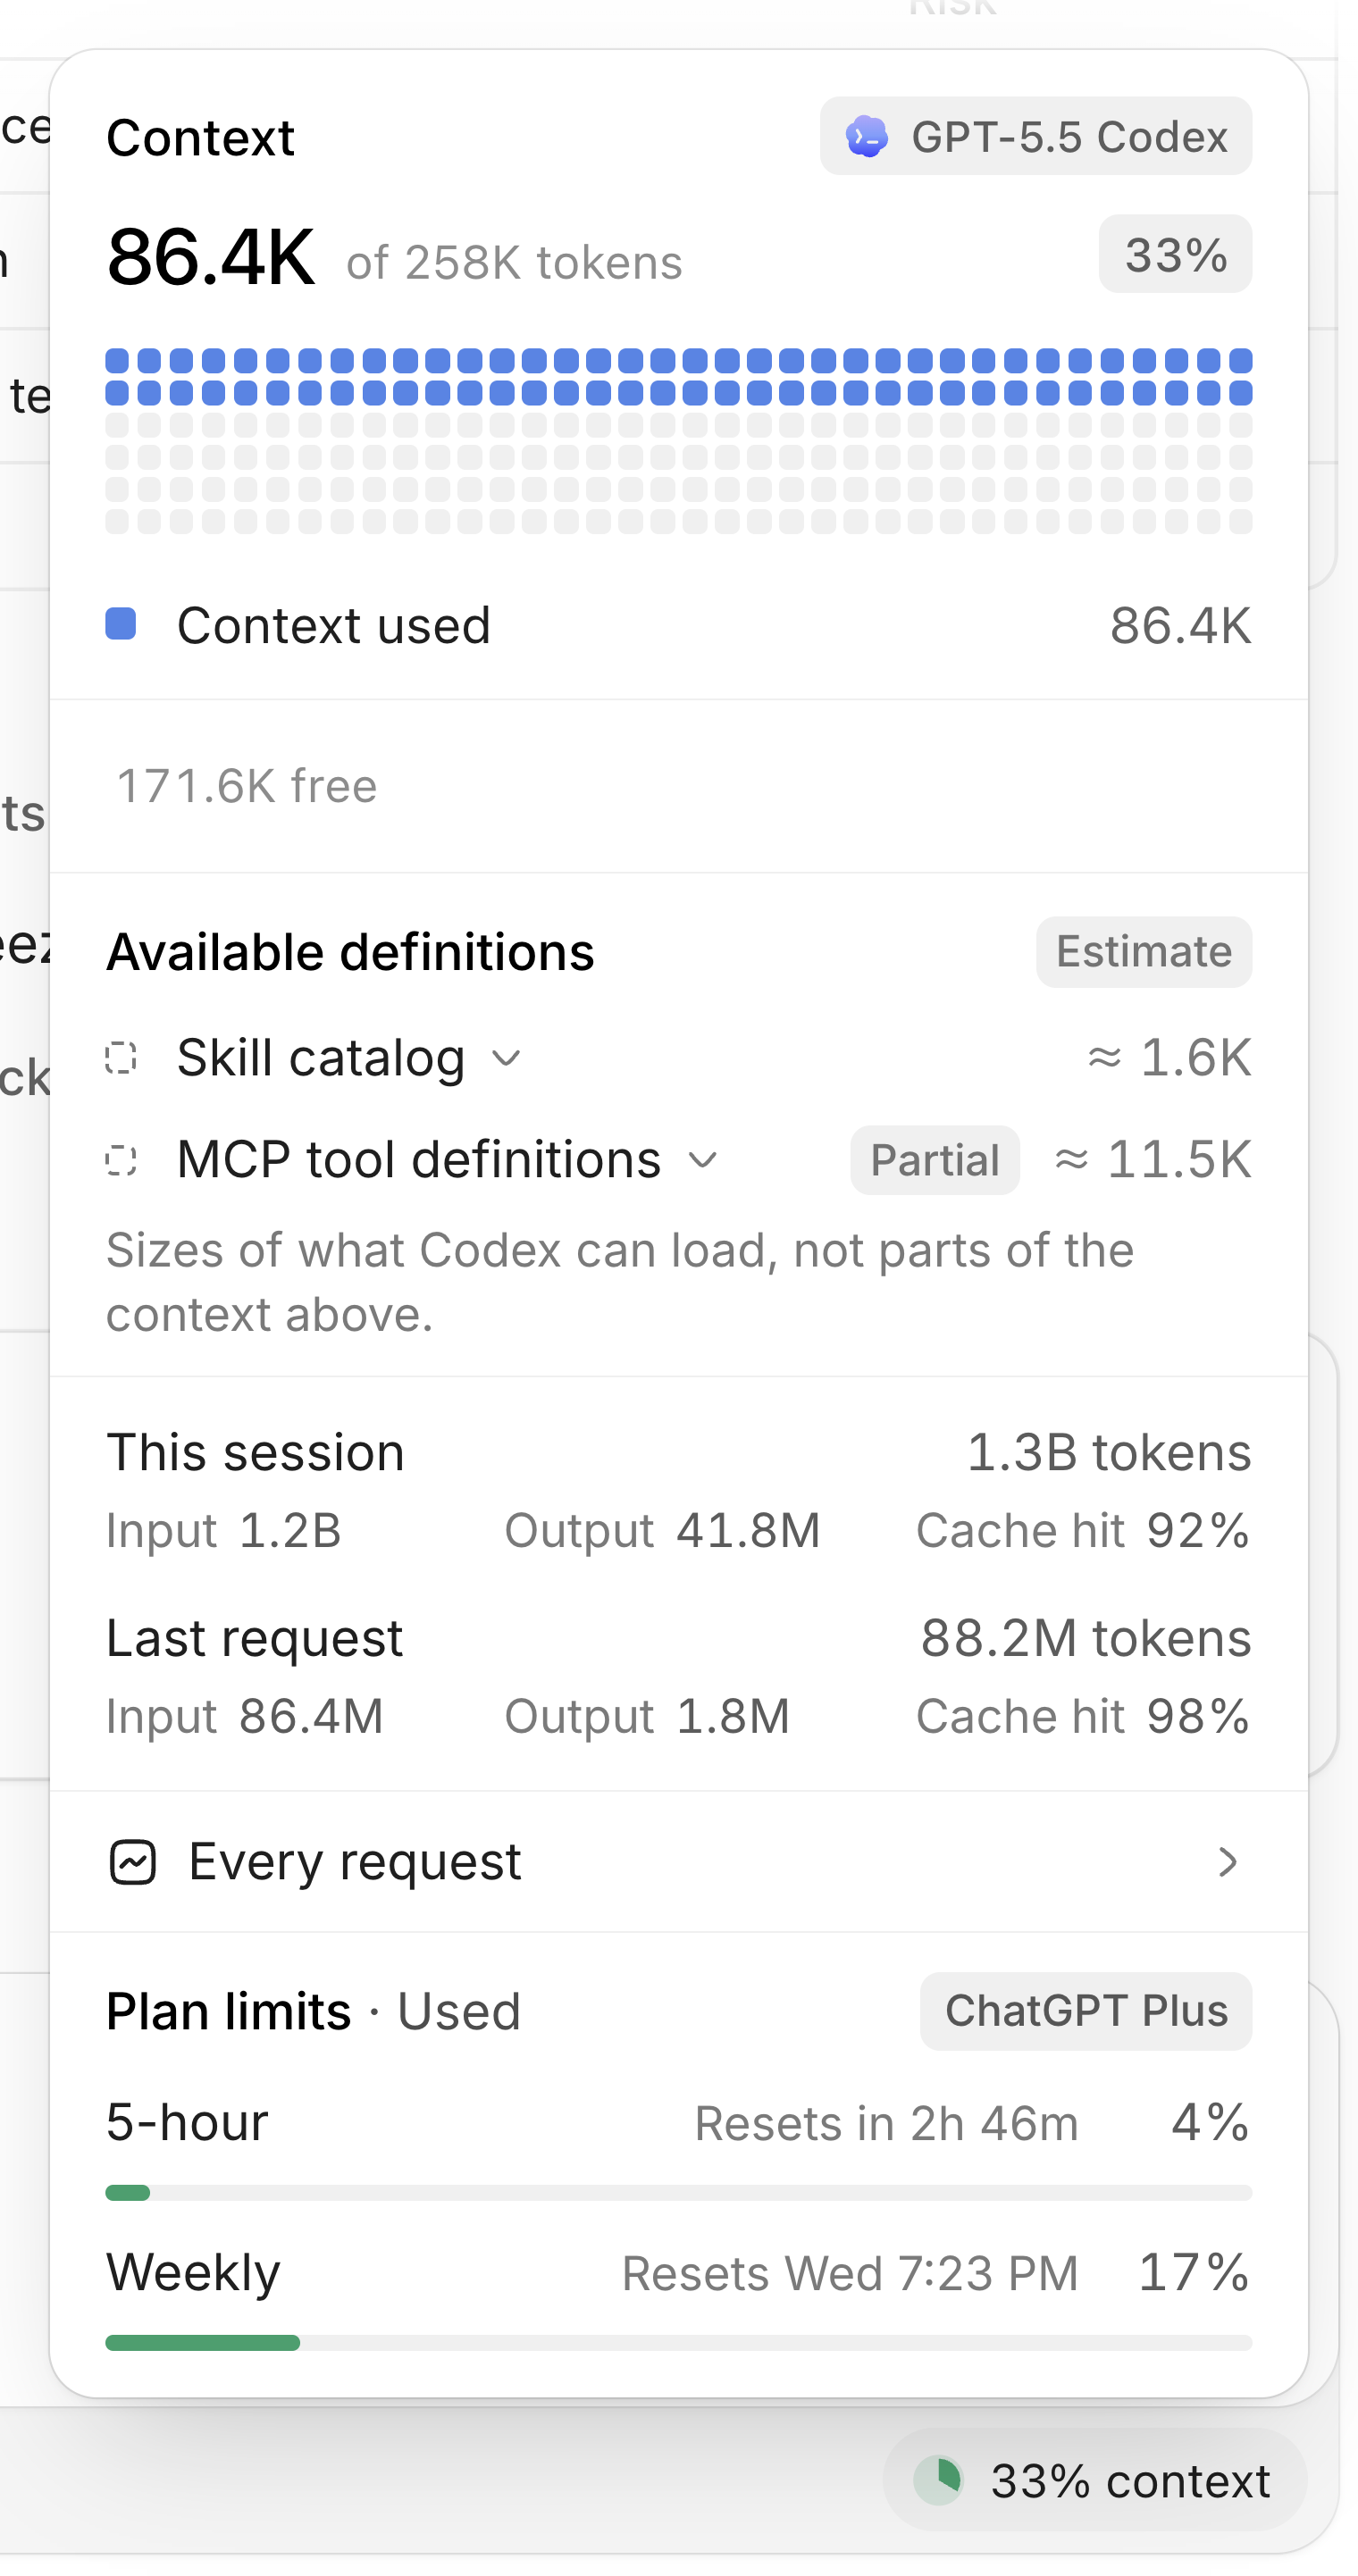 Risk
Context
GPT-5.5 Codex
86.4K of 258K tokens
33%
Context used
86.4K
171.6K free
Available definitions
Estimate
Skill catalog
≈ 1.6K
MCP tool definitions
Partial
≈ 11.5K
Sizes of what Codex can load, not parts of the
context above.
This session
1.3B tokens
Input 1.2B
Output 41.8M
Cache hit 92%
Last request
88.2M tokens
Input 86.4M
Output 1.8M
Cache hit 98%
Every request
Plan limits · Used
ChatGPT Plus
5-hour
Resets in 2h 46m
4%
Weekly
Resets Wed 7:23 PM
17%
33% context